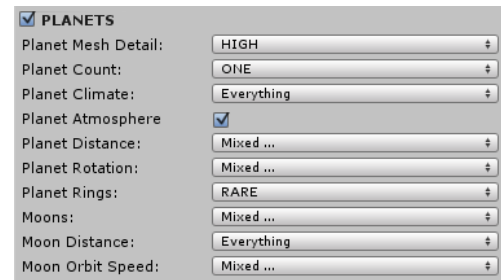 PLANETS
Planet Mesh Detail: HIGH
Planet Count: ONE
Planet Climate: Everything
Planet Atmosphere
Planet Distance: Mixed ...
Planet Rotation: Mixed ...
Planet Rings: RARE
Moons: Mixed ...
Moon Distance: Everything
Moon Orbit Speed: Mixed ...